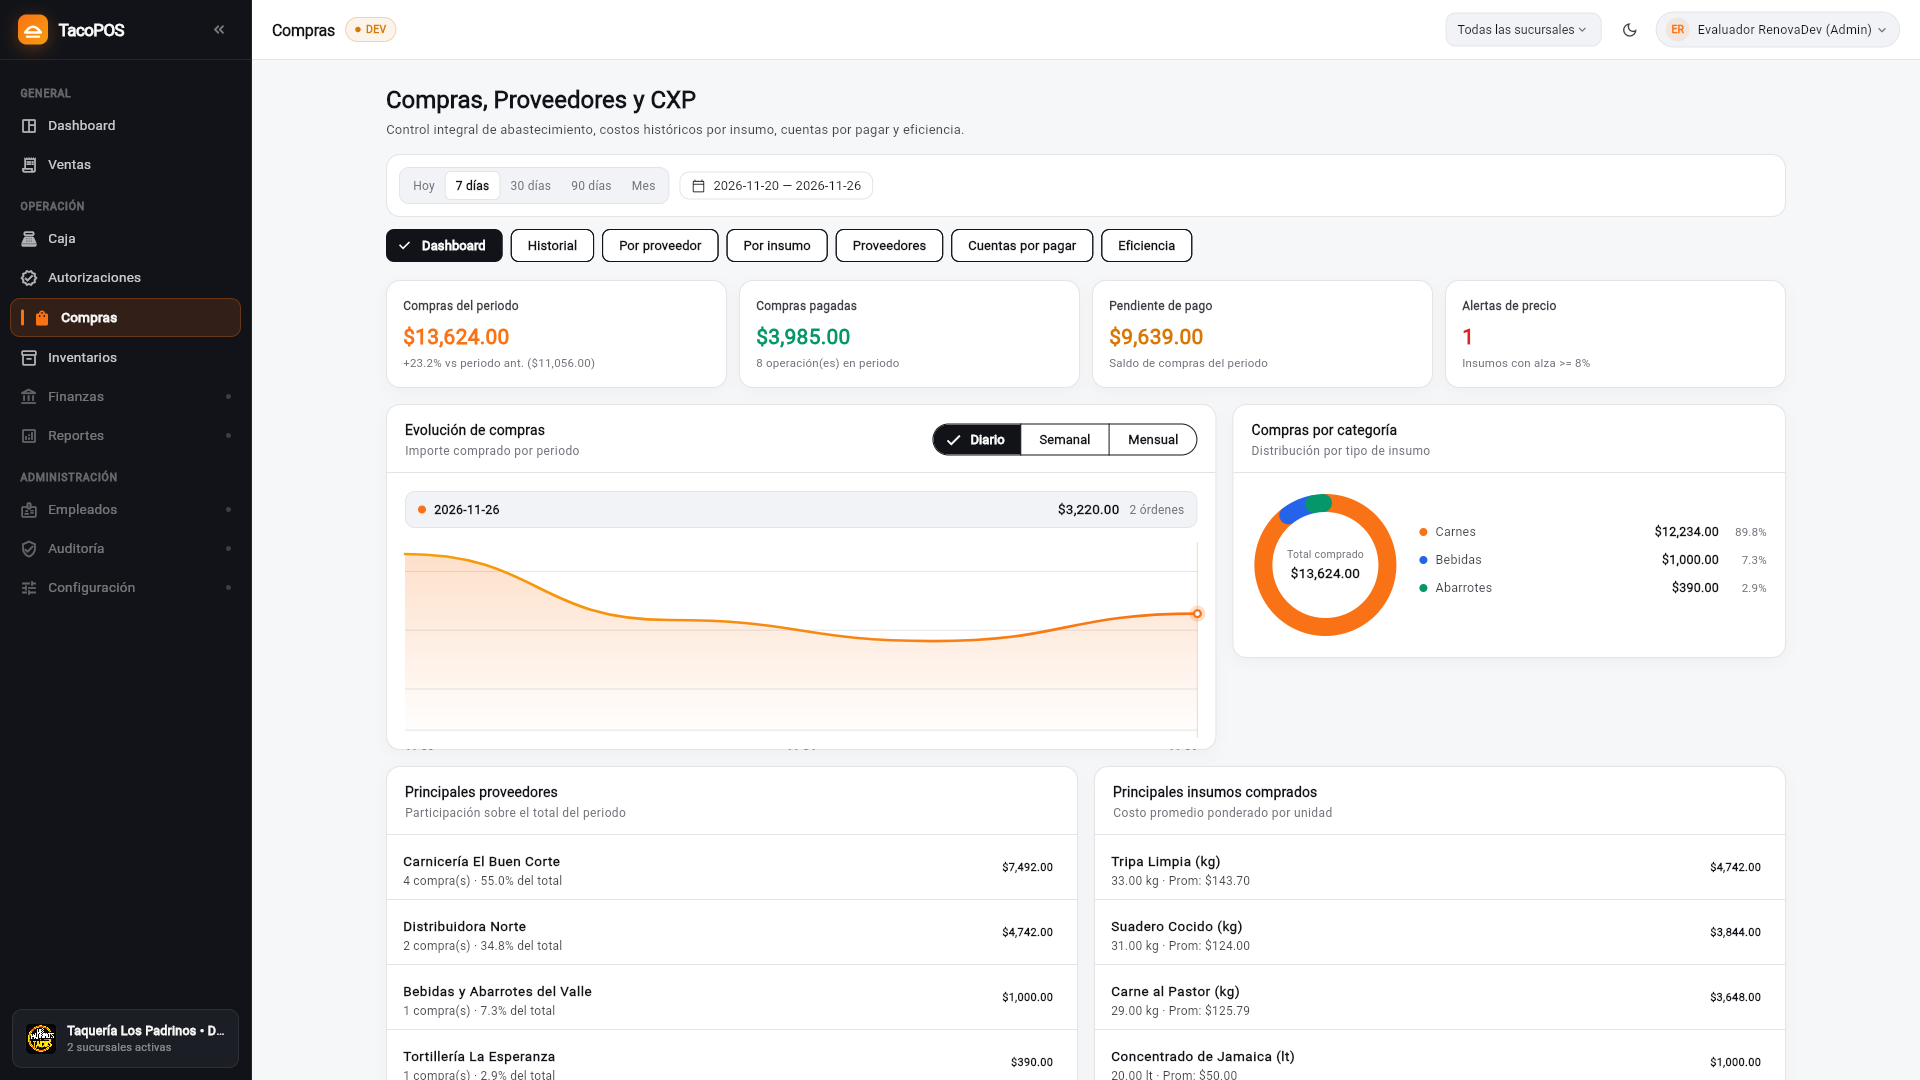 TacoPOS
GENERAL
Dashboard
Ventas
OPERACIÓN
Caja
Autorizaciones
Compras
Inventarios
Finanzas
Reportes
ADMINISTRACIÓN
Empleados
Auditoría
Configuración
Taquería Los Padrinos • D...
2 sucursales activas
Compras
DEV
Todas las sucursales
ER
Evaluador RenovaDev (Admin)
Compras, Proveedores y CXP
Control integral de abastecimiento, costos históricos por insumo, cuentas por pagar y eficiencia.
Hoy 7 días 30 días 90 días Mes 2026-11-20 — 2026-11-26
Dashboard Historial Por proveedor Por insumo Proveedores Cuentas por pagar Eficiencia
Compras del periodo
$13,624.00
+23.2% vs periodo ant. ($11,056.00)
Compras pagadas
$3,985.00
8 operación(es) en periodo
Pendiente de pago
$9,639.00
Saldo de compras del periodo
Alertas de precio
1
Insumos con alza >= 8%
Evolución de compras
Importe comprado por periodo
Diario Semanal Mensual
2026-11-26 $3,220.00 2 órdenes
Compras por categoría
Distribución por tipo de insumo
Total comprado
$13,624.00
Carnes $12,234.00 89.8%
Bebidas $1,000.00 7.3%
Abarrotes $390.00 2.9%
Principales proveedores
Participación sobre el total del periodo
Carnicería El Buen Corte $7,492.00
4 compra(s) · 55.0% del total
Distribuidora Norte $4,742.00
2 compra(s) · 34.8% del total
Bebidas y Abarrotes del Valle $1,000.00
1 compra(s) · 7.3% del total
Tortillería La Esperanza $390.00
1 compra(s) · 2.9% del total
Principales insumos comprados
Costo promedio ponderado por unidad
Tripa Limpia (kg) $4,742.00
33.00 kg · Prom: $143.70
Suadero Cocido (kg) $3,844.00
31.00 kg · Prom: $124.00
Carne al Pastor (kg) $3,648.00
29.00 kg · Prom: $125.79
Concentrado de Jamaica (lt) $1,000.00
20.00 lt · Prom: $50.00